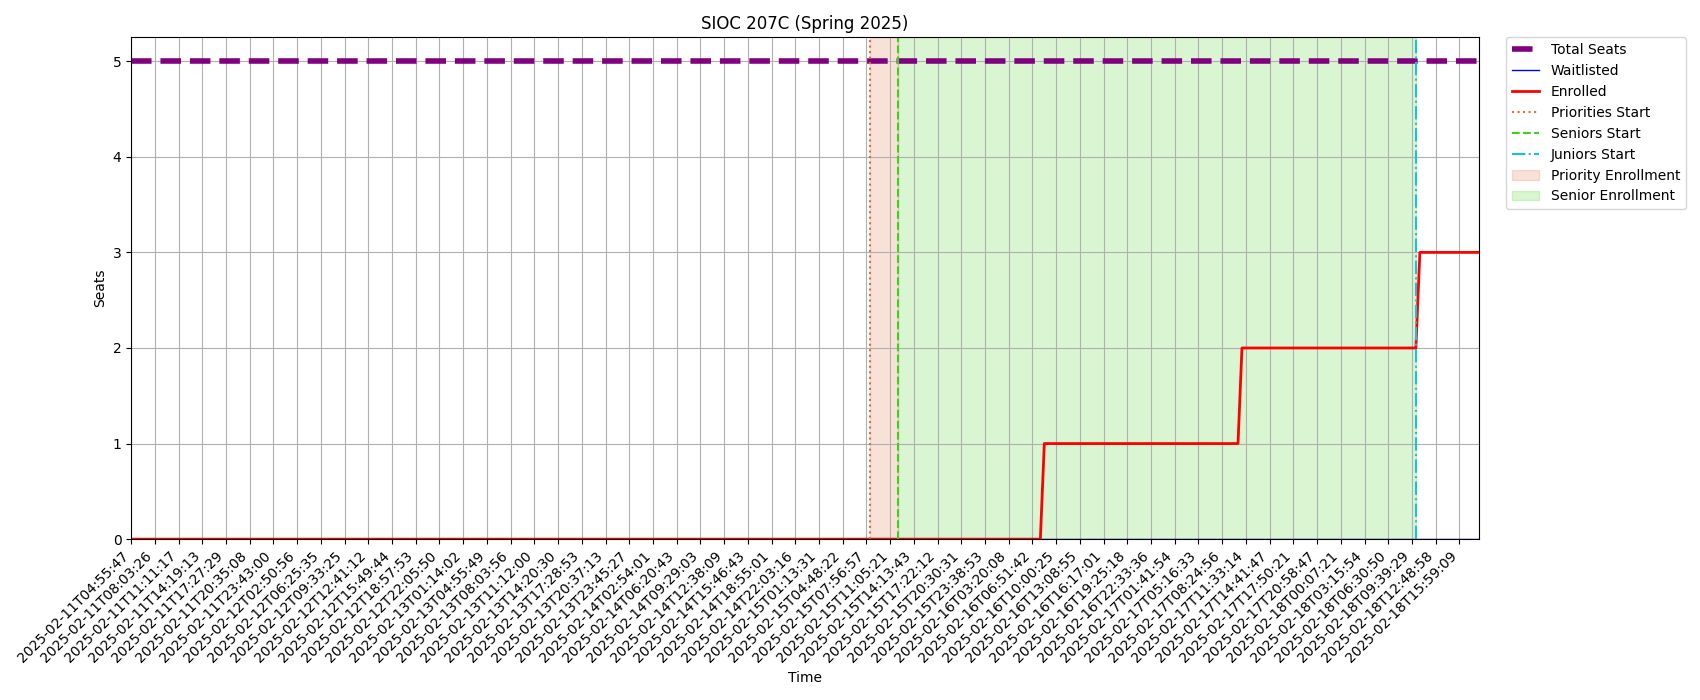 SIOC 207C (Spring 2025)
Total Seats
Waitlisted
Enrolled
Priorities Start
Seniors Start
Juniors Start
Priority Enrollment
Senior Enrollment
Seats
5
4
3
2
1
0
2025-02-11T04:55:47
2025-02-11T08:03:26
2025-02-11T11:11:17
2025-02-11T14:19:13
2025-02-11T17:27:29
2025-02-11T20:35:08
2025-02-11T23:43:00
2025-02-12T02:50:56
2025-02-12T06:25:35
2025-02-12T09:33:25
2025-02-12T12:41:12
2025-02-12T15:49:44
2025-02-12T18:57:53
2025-02-12T22:05:50
2025-02-13T01:14:02
2025-02-13T04:55:49
2025-02-13T08:03:56
2025-02-13T11:12:00
2025-02-13T14:20:30
2025-02-13T17:28:53
2025-02-13T20:37:13
2025-02-13T23:45:27
2025-02-14T02:54:01
2025-02-14T06:20:43
2025-02-14T09:29:03
2025-02-14T12:38:09
2025-02-14T15:46:43
2025-02-14T18:55:01
2025-02-14T22:03:16
2025-02-15T01:13:31
2025-02-15T04:48:22
2025-02-15T07:56:57
2025-02-15T11:05:21
2025-02-15T14:13:43
2025-02-15T17:22:12
2025-02-15T20:30:31
2025-02-15T23:38:53
2025-02-16T03:20:08
2025-02-16T06:51:42
2025-02-16T10:00:25
2025-02-16T13:08:55
2025-02-16T16:17:01
2025-02-16T19:25:18
2025-02-16T22:33:36
2025-02-17T01:41:54
2025-02-17T05:16:33
2025-02-17T08:24:56
2025-02-17T11:33:14
2025-02-17T14:41:47
2025-02-17T17:50:21
2025-02-17T20:58:47
2025-02-18T00:07:21
2025-02-18T03:15:54
2025-02-18T06:30:50
2025-02-18T09:39:29
2025-02-18T12:48:58
2025-02-18T15:59:09
Time